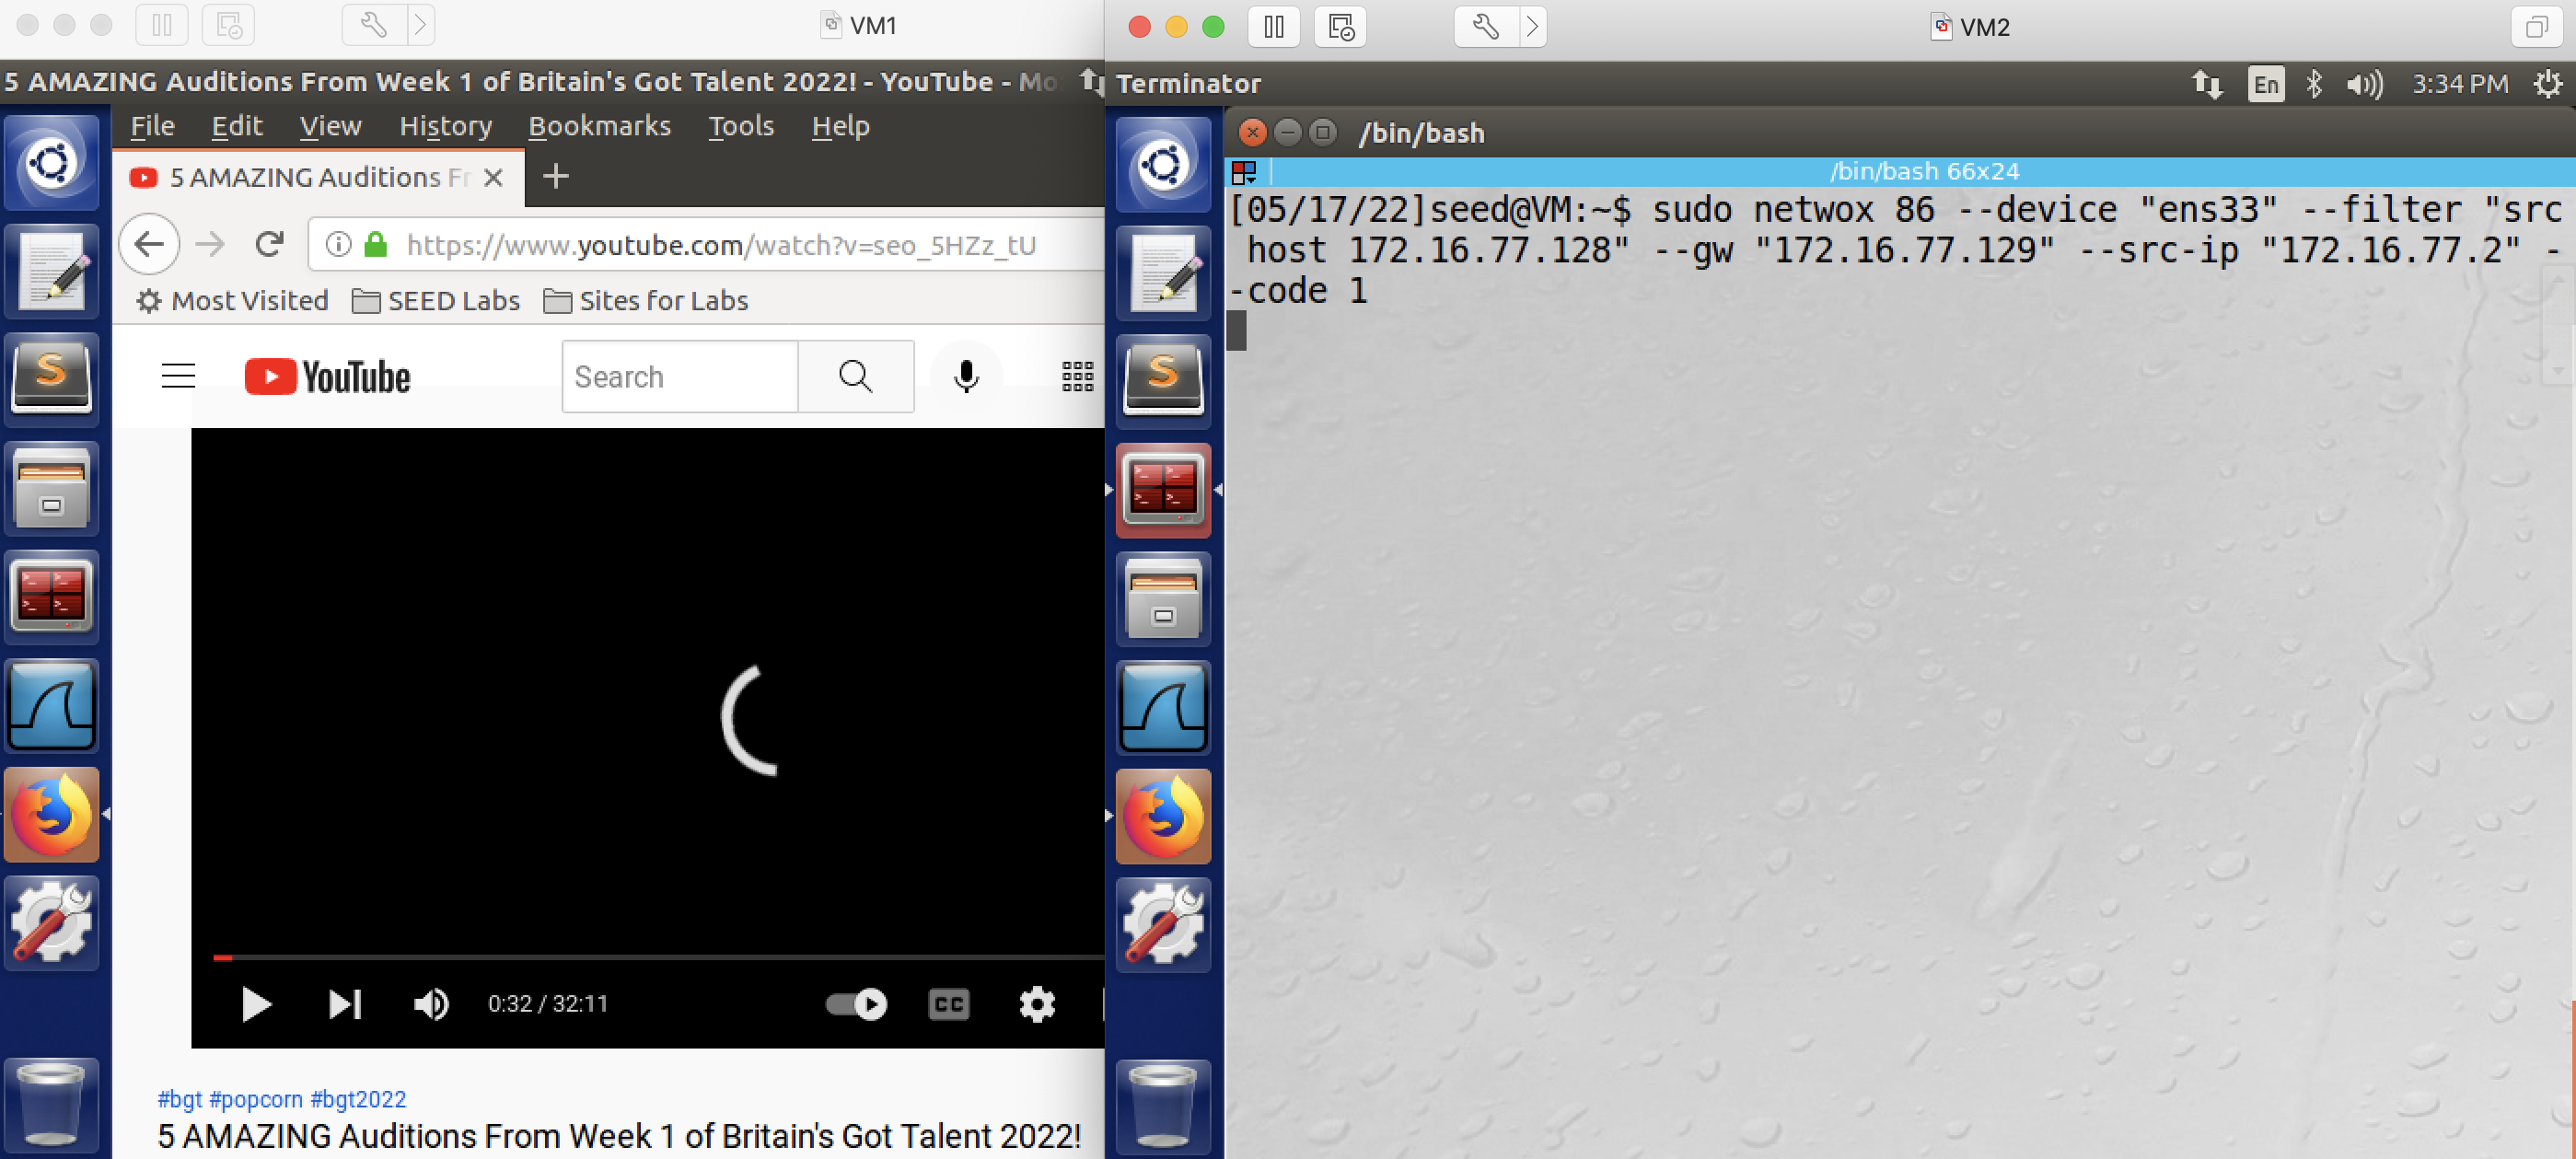 VM1
5 AMAZING Auditions From Week 1 of Britain's Got Talent 2022! - YouTube - Mo
File Edit View History Bookmarks Tools Help
5 AMAZING Auditions Fr
https://www.youtube.com/watch?v=seo_5HZz_tU
Most Visited SEED Labs Sites for Labs
YouTube
Search
0:32 / 32:11
CC
#bgt #popcorn #bgt2022
5 AMAZING Auditions From Week 1 of Britain's Got Talent 2022!
VM2
Terminator
En
3:34 PM
/bin/bash
/bin/bash 66x24
[05/17/22]seed@VM:~$ sudo netwox 86 --device "ens33" --filter "src
host 172.16.77.128" --gw "172.16.77.129" --src-ip "172.16.77.2" -
-code 1